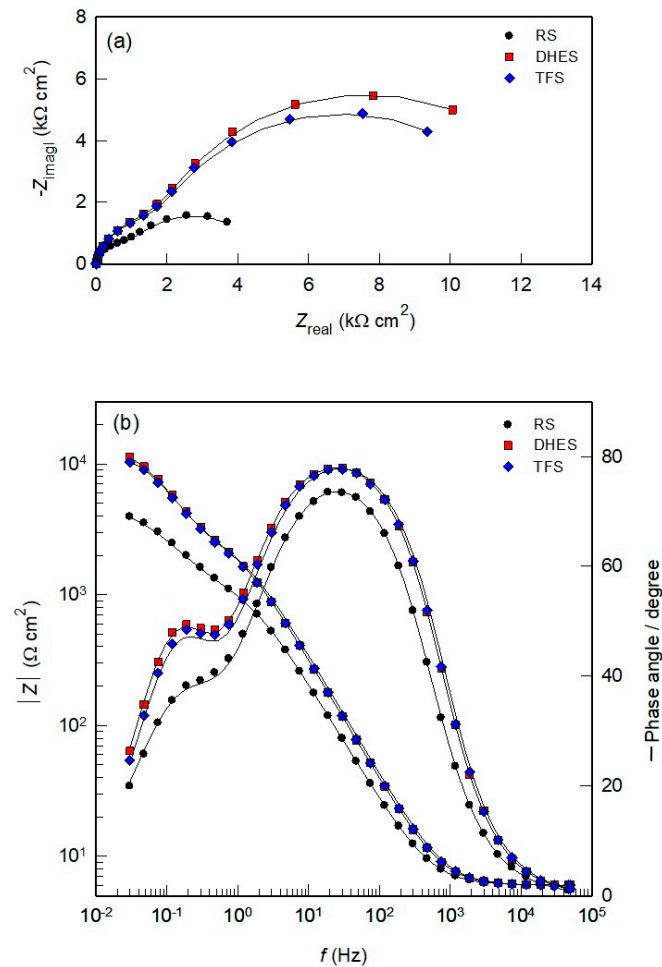 (a)
RS
DHES
TFS
-Z_imagl (kΩ cm²)
8
6
4
2
0
0 2 4 6 8 10 12 14
Z_real (kΩ cm²)
(b)
RS
DHES
TFS
|Z| (Ω cm²)
10⁴
10³
10²
10¹
80
60
40
20
0
Phase angle / degree
10⁻² 10⁻¹ 10⁰ 10¹ 10² 10³ 10⁴ 10⁵
f (Hz)